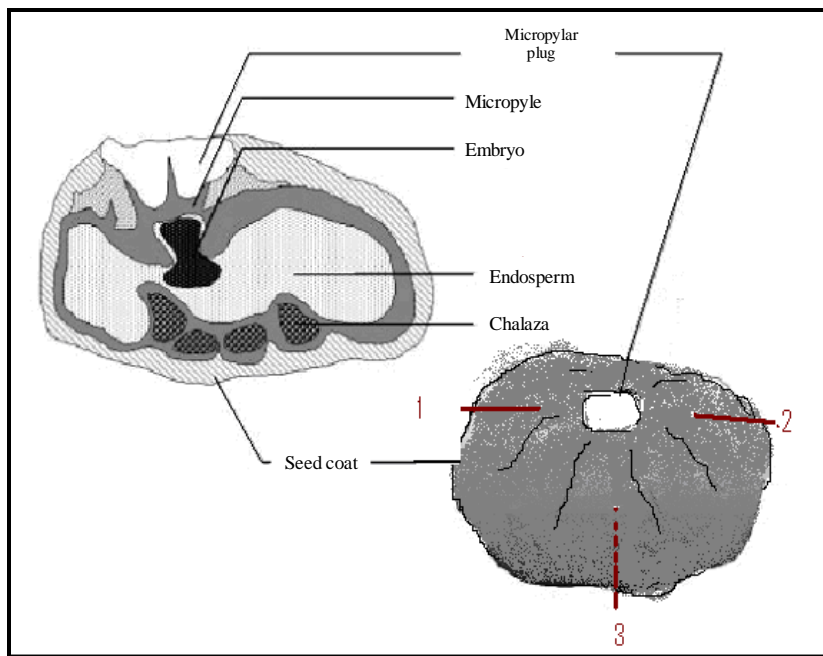 Micropylar
plug
Micropyle
Embryo
Endosperm
Chalaza
1
2
Seed coat
3